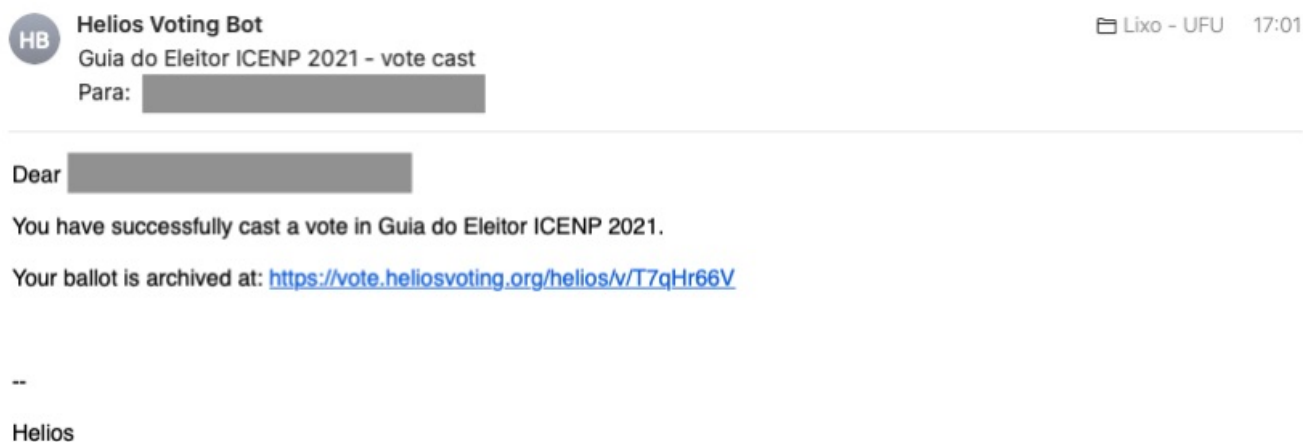 HB
Helios Voting Bot
Lixo - UFU 17:01
Guia do Eleitor ICENP 2021 - vote cast
Para:
Dear
You have successfully cast a vote in Guia do Eleitor ICENP 2021.
Your ballot is archived at: https://vote.heliosvoting.org/helios/v/T7qHr66V
--
Helios